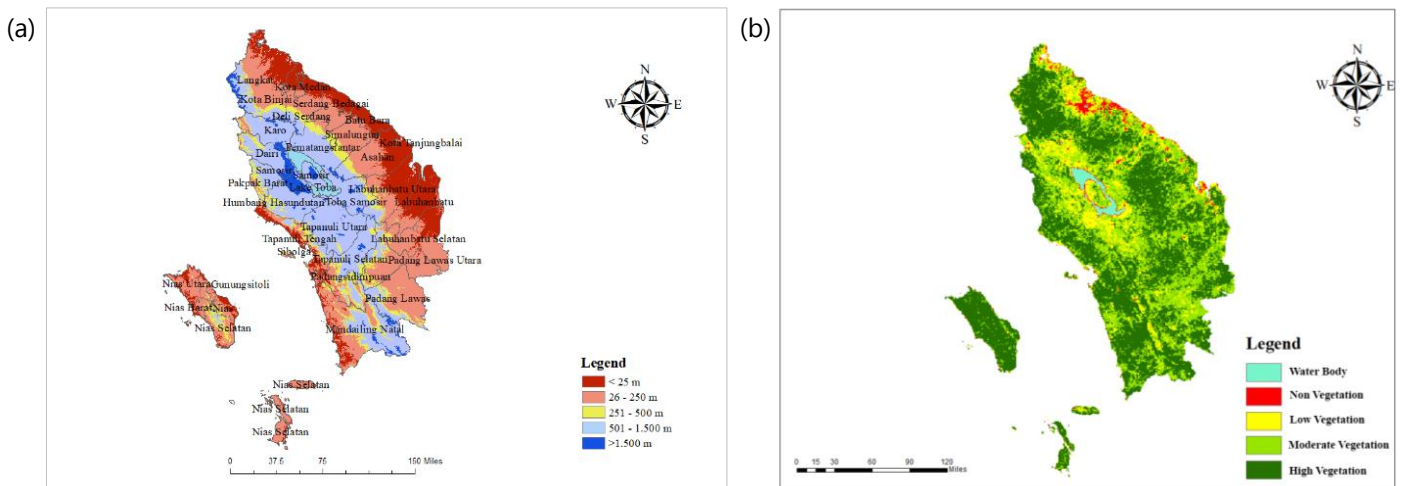 (a)
N
W
E
S
Langkat
Kota Medan
Kota Binjai
Serdang Bedagai
Deli Serdang
Batu Bara
Karo
Simalungun
Kota Tanjungbalai
Pematangsiantar
Asahan
Dairi
Samosir
Samosir
Pakpak Barat
Lake Toba
Labuhanbatu Utara
Humbang Hasundutan
Toba Samosir
Labuhanbatu
Tapanuli Utara
Tapanuli Tengah
Labuhanbatu Selatan
Sibolga
Tapanuli Selatan
Padang Lawas Utara
Padangsidimpuan
Nias Utara
Gunungsitoli
Padang Lawas
Nias Barat
Nias
Nias Selatan
Mandailing Natal
Nias Selatan
Nias Selatan
Nias Selatan
Legend
< 25 m
26 - 250 m
251 - 500 m
501 - 1.500 m
>1.500 m
0 37.5 75 150 Miles
(b)
N
W
E
S
Legend
Water Body
Non Vegetation
Low Vegetation
Moderate Vegetation
High Vegetation
0 15 30 60 90 120
Miles